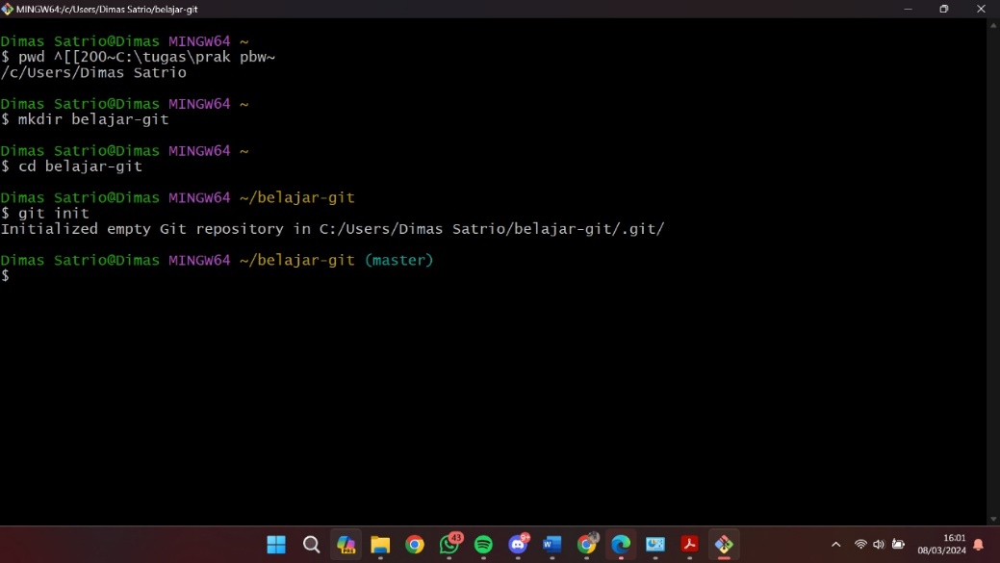 MINGW64:/c/Users/Dimas Satrio/belajar-git
Dimas Satrio@Dimas MINGW64 ~
$ pwd ^[[200~C:\tugas\prak pbw~
/c/Users/Dimas Satrio
Dimas Satrio@Dimas MINGW64 ~
$ mkdir belajar-git
Dimas Satrio@Dimas MINGW64 ~
$ cd belajar-git
Dimas Satrio@Dimas MINGW64 ~/belajar-git
$ git init
Initialized empty Git repository in C:/Users/Dimas Satrio/belajar-git/.git/
Dimas Satrio@Dimas MINGW64 ~/belajar-git (master)
$
PRE
43
9+
W
16:01
08/03/2024